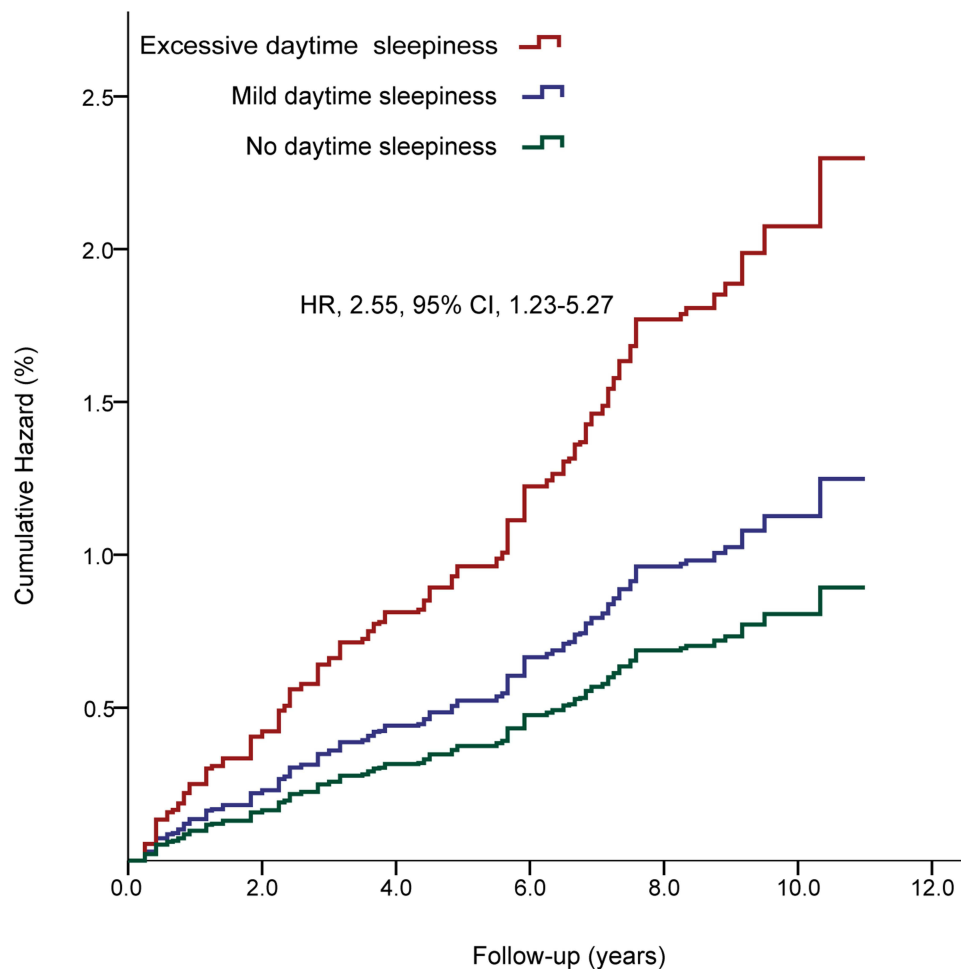 Excessive daytime sleepiness
Mild daytime sleepiness
No daytime sleepiness
HR, 2.55, 95% CI, 1.23-5.27
Cumulative Hazard (%)
2.5
2.0
1.5
1.0
0.5
0.0 2.0 4.0 6.0 8.0 10.0 12.0
Follow-up (years)